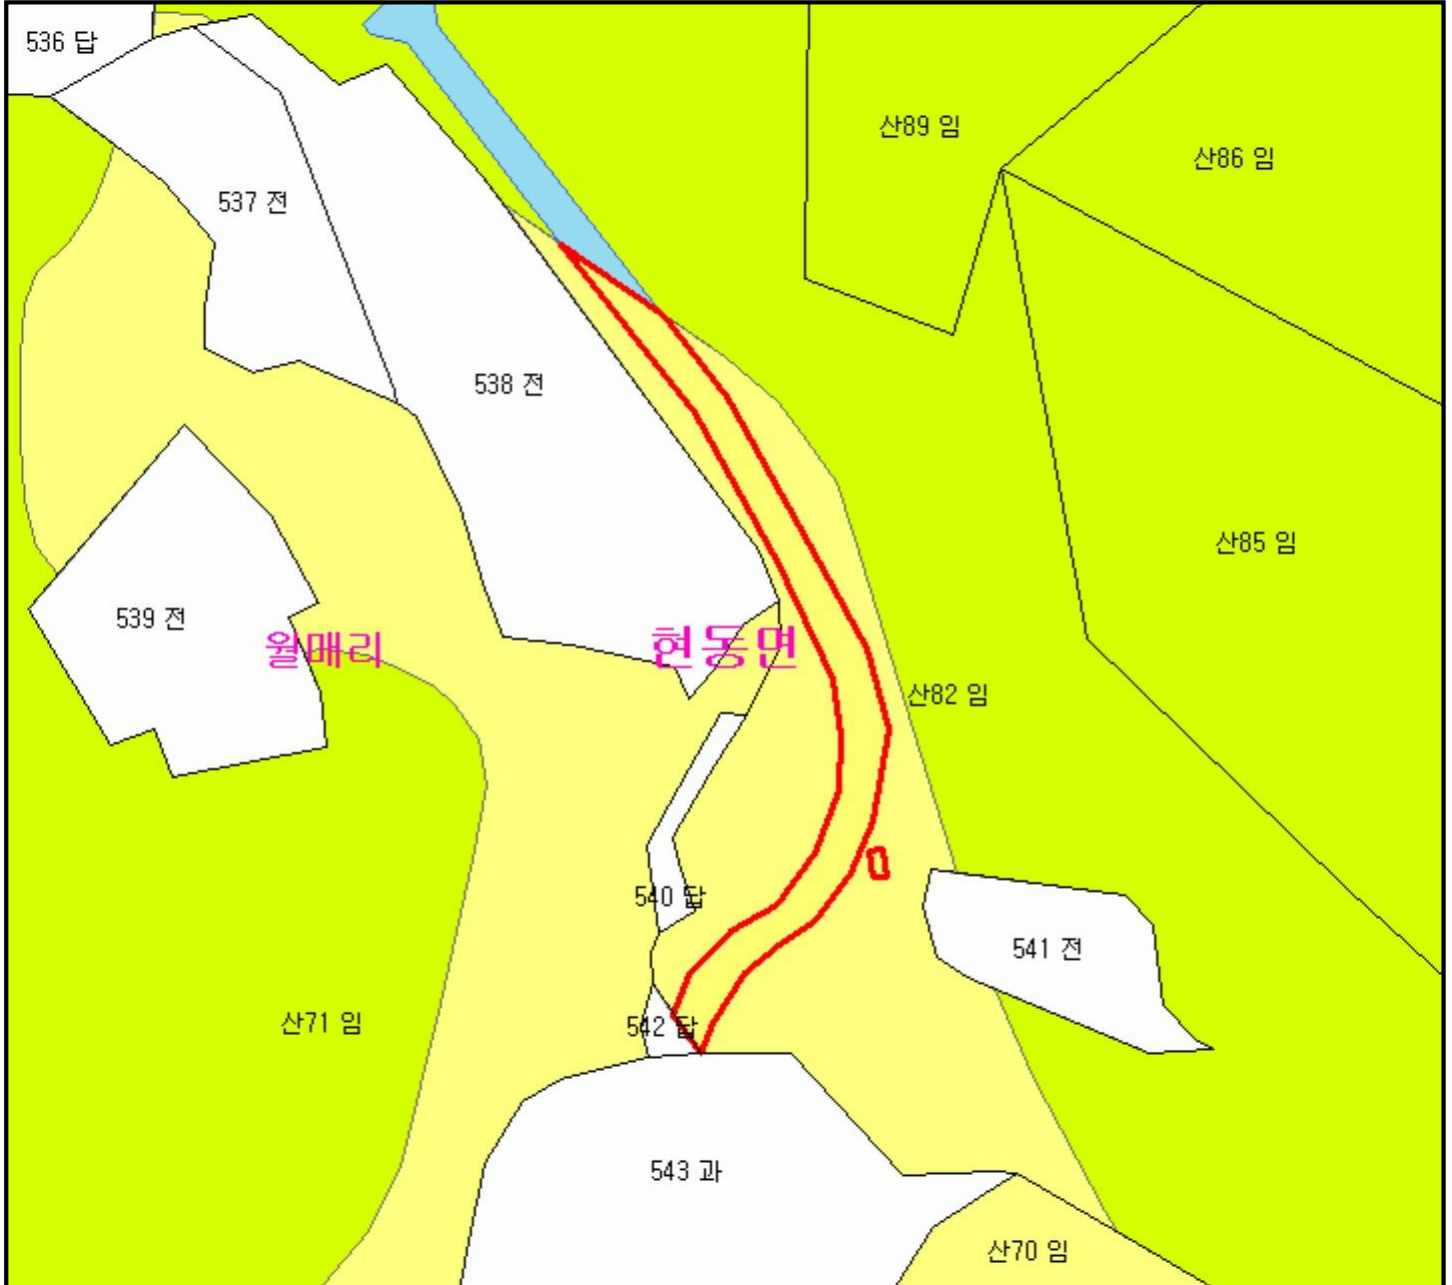 536 답
산89 임
산86 임
537 전
538 전
산85 임
539 전
월매리
현동면
산82 임
540 답
541 전
산71 임
542 답
543 과
산70 임